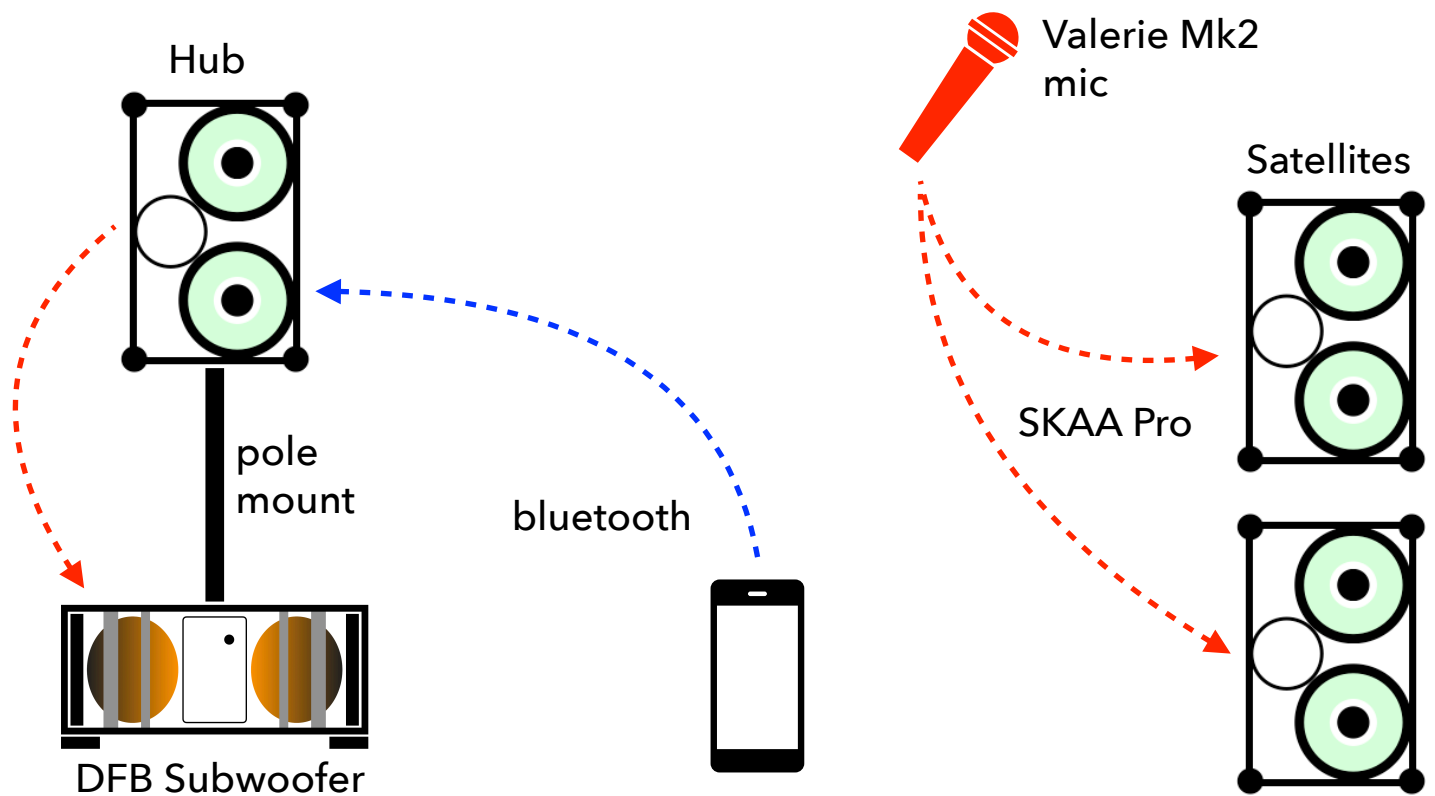 Hub
Valerie Mk2
mic
Satellites
SKAA Pro
pole
mount
bluetooth
DFB Subwoofer